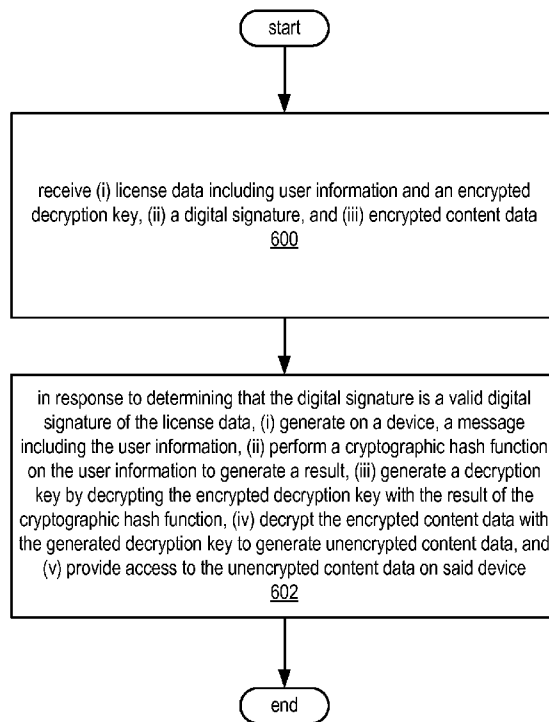 start
receive (i) license data including user information and an encrypted
decryption key, (ii) a digital signature, and (iii) encrypted content data
600
in response to determining that the digital signature is a valid digital
signature of the license data, (i) generate on a device, a message
including the user information, (ii) perform a cryptographic hash function
on the user information to generate a result, (iii) generate a decryption
key by decrypting the encrypted decryption key with the result of the
cryptographic hash function, (iv) decrypt the encrypted content data with
the generated decryption key to generate unencrypted content data, and
(v) provide access to the unencrypted content data on said device
602
end